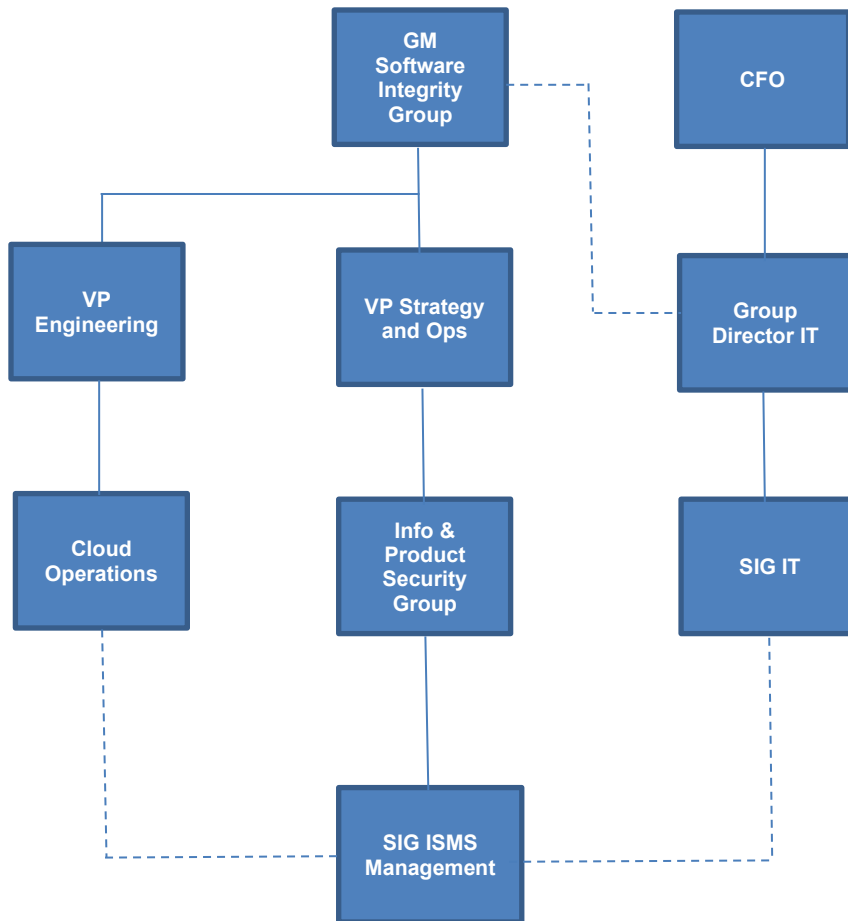 GM
Software
Integrity
Group
CFO
VP
Engineering
VP Strategy
and Ops
Group
Director IT
Cloud
Operations
Info &
Product
Security
Group
SIG IT
SIG ISMS
Management